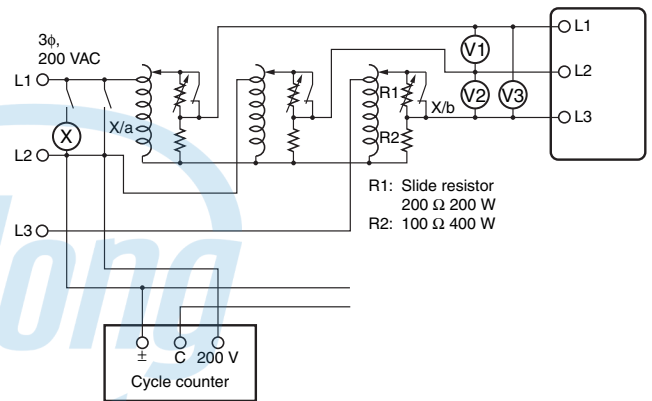 3ϕ,
200 VAC
L1
L2
L3
X
X/a
R1
R2
X/b
V1
V2
V3
L1
L2
L3
R1: Slide resistor
200 Ω 200 W
R2: 100 Ω 400 W
± C 200 V
Cycle counter
long